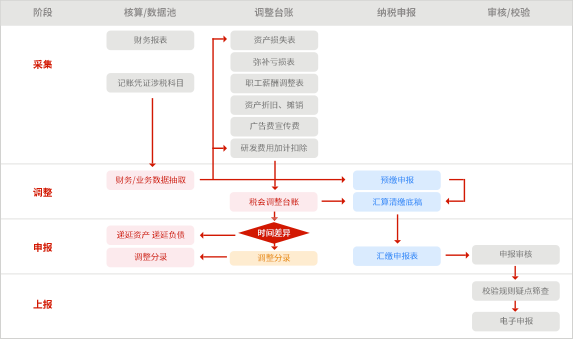 阶段 核算/数据池 调整台账 纳税申报 审核/校验
采集
财务报表
记账凭证涉税科目
资产损失表
弥补亏损表
职工薪酬调整表
资产折旧、摊销
广告费宣传费
研发费用加计扣除
调整
财务/业务数据抽取
税会调整台账
预缴申报
汇算清缴底稿
申报
递延资产 递延负债
调整分录
时间差异
调整分录
汇缴申报表
申报审核
上报
校验规则疑点筛查
电子申报